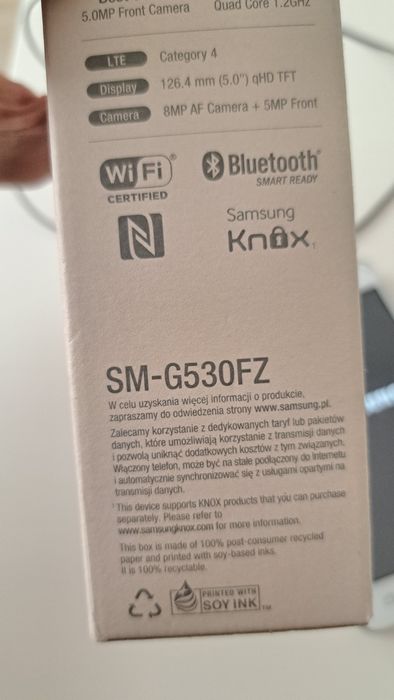 5.0MP Front Camera Quad Core 1.2GHz
LTE Category 4
Display 126.4 mm (5.0") qHD TFT
Camera 8MP AF Camera + 5MP Front
Wi Fi® Bluetooth®
CERTIFIED SMART READY
N Samsung
Knox1
SM-G530FZ
W celu uzyskania więcej informacji o produkcie,
zapraszamy do odwiedzenia strony www.samsung.pl.
Zalecamy korzystanie z dedykowanych taryf lub pakietów
danych, które umożliwiają korzystanie z transmisji danych
i pozwolą uniknąć dodatkowych kosztów z tym związanych.
Włączony telefon, może być na stałe podłączony do Internetu
i automatycznie synchronizować się z usługami opartymi na
transmisji danych.
¹This device supports KNOX products that you can purchase
separately. Please refer to
www.samsungknox.com for more information.
This box is made of 100% post-consumer recycled
paper and printed with soy-based inks.
It is 100% recyclable.
PRINTED WITH
SOY INK TM